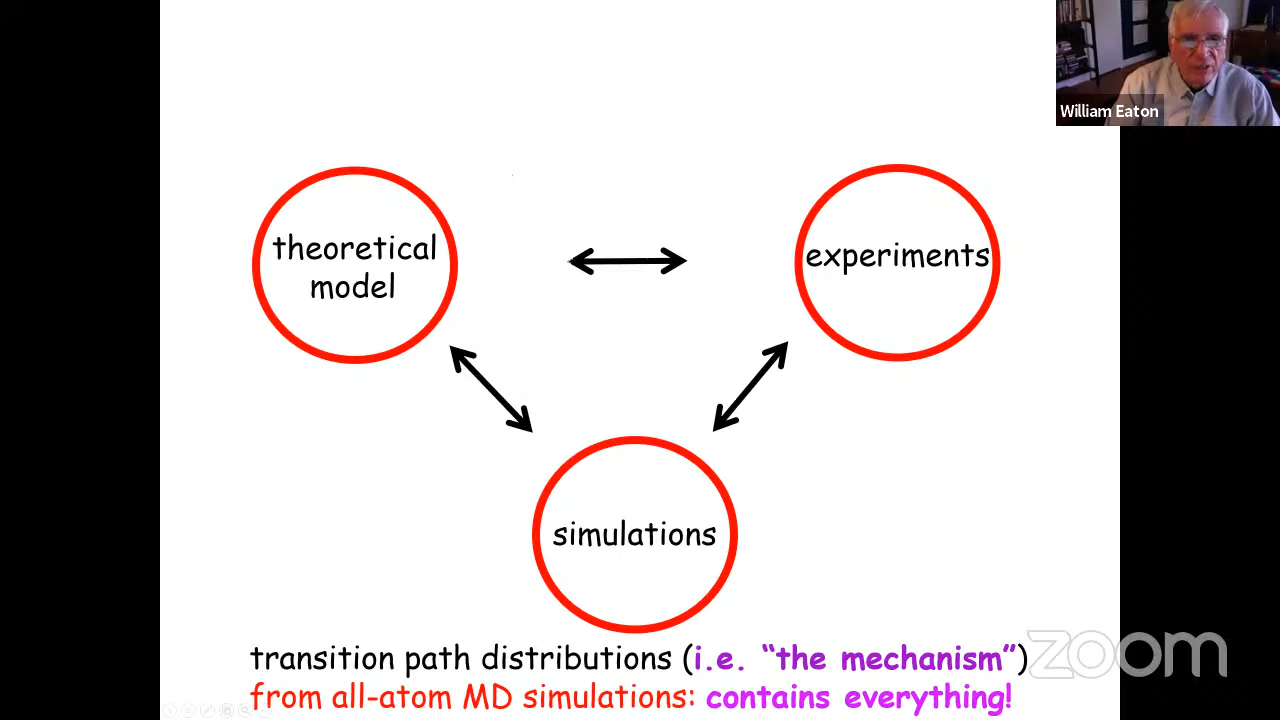 William Eaton
theoretical
model
experiments
simulations
transition path distributions (i.e. “the mechanism”)
from all-atom MD simulations: contains everything!
zoom